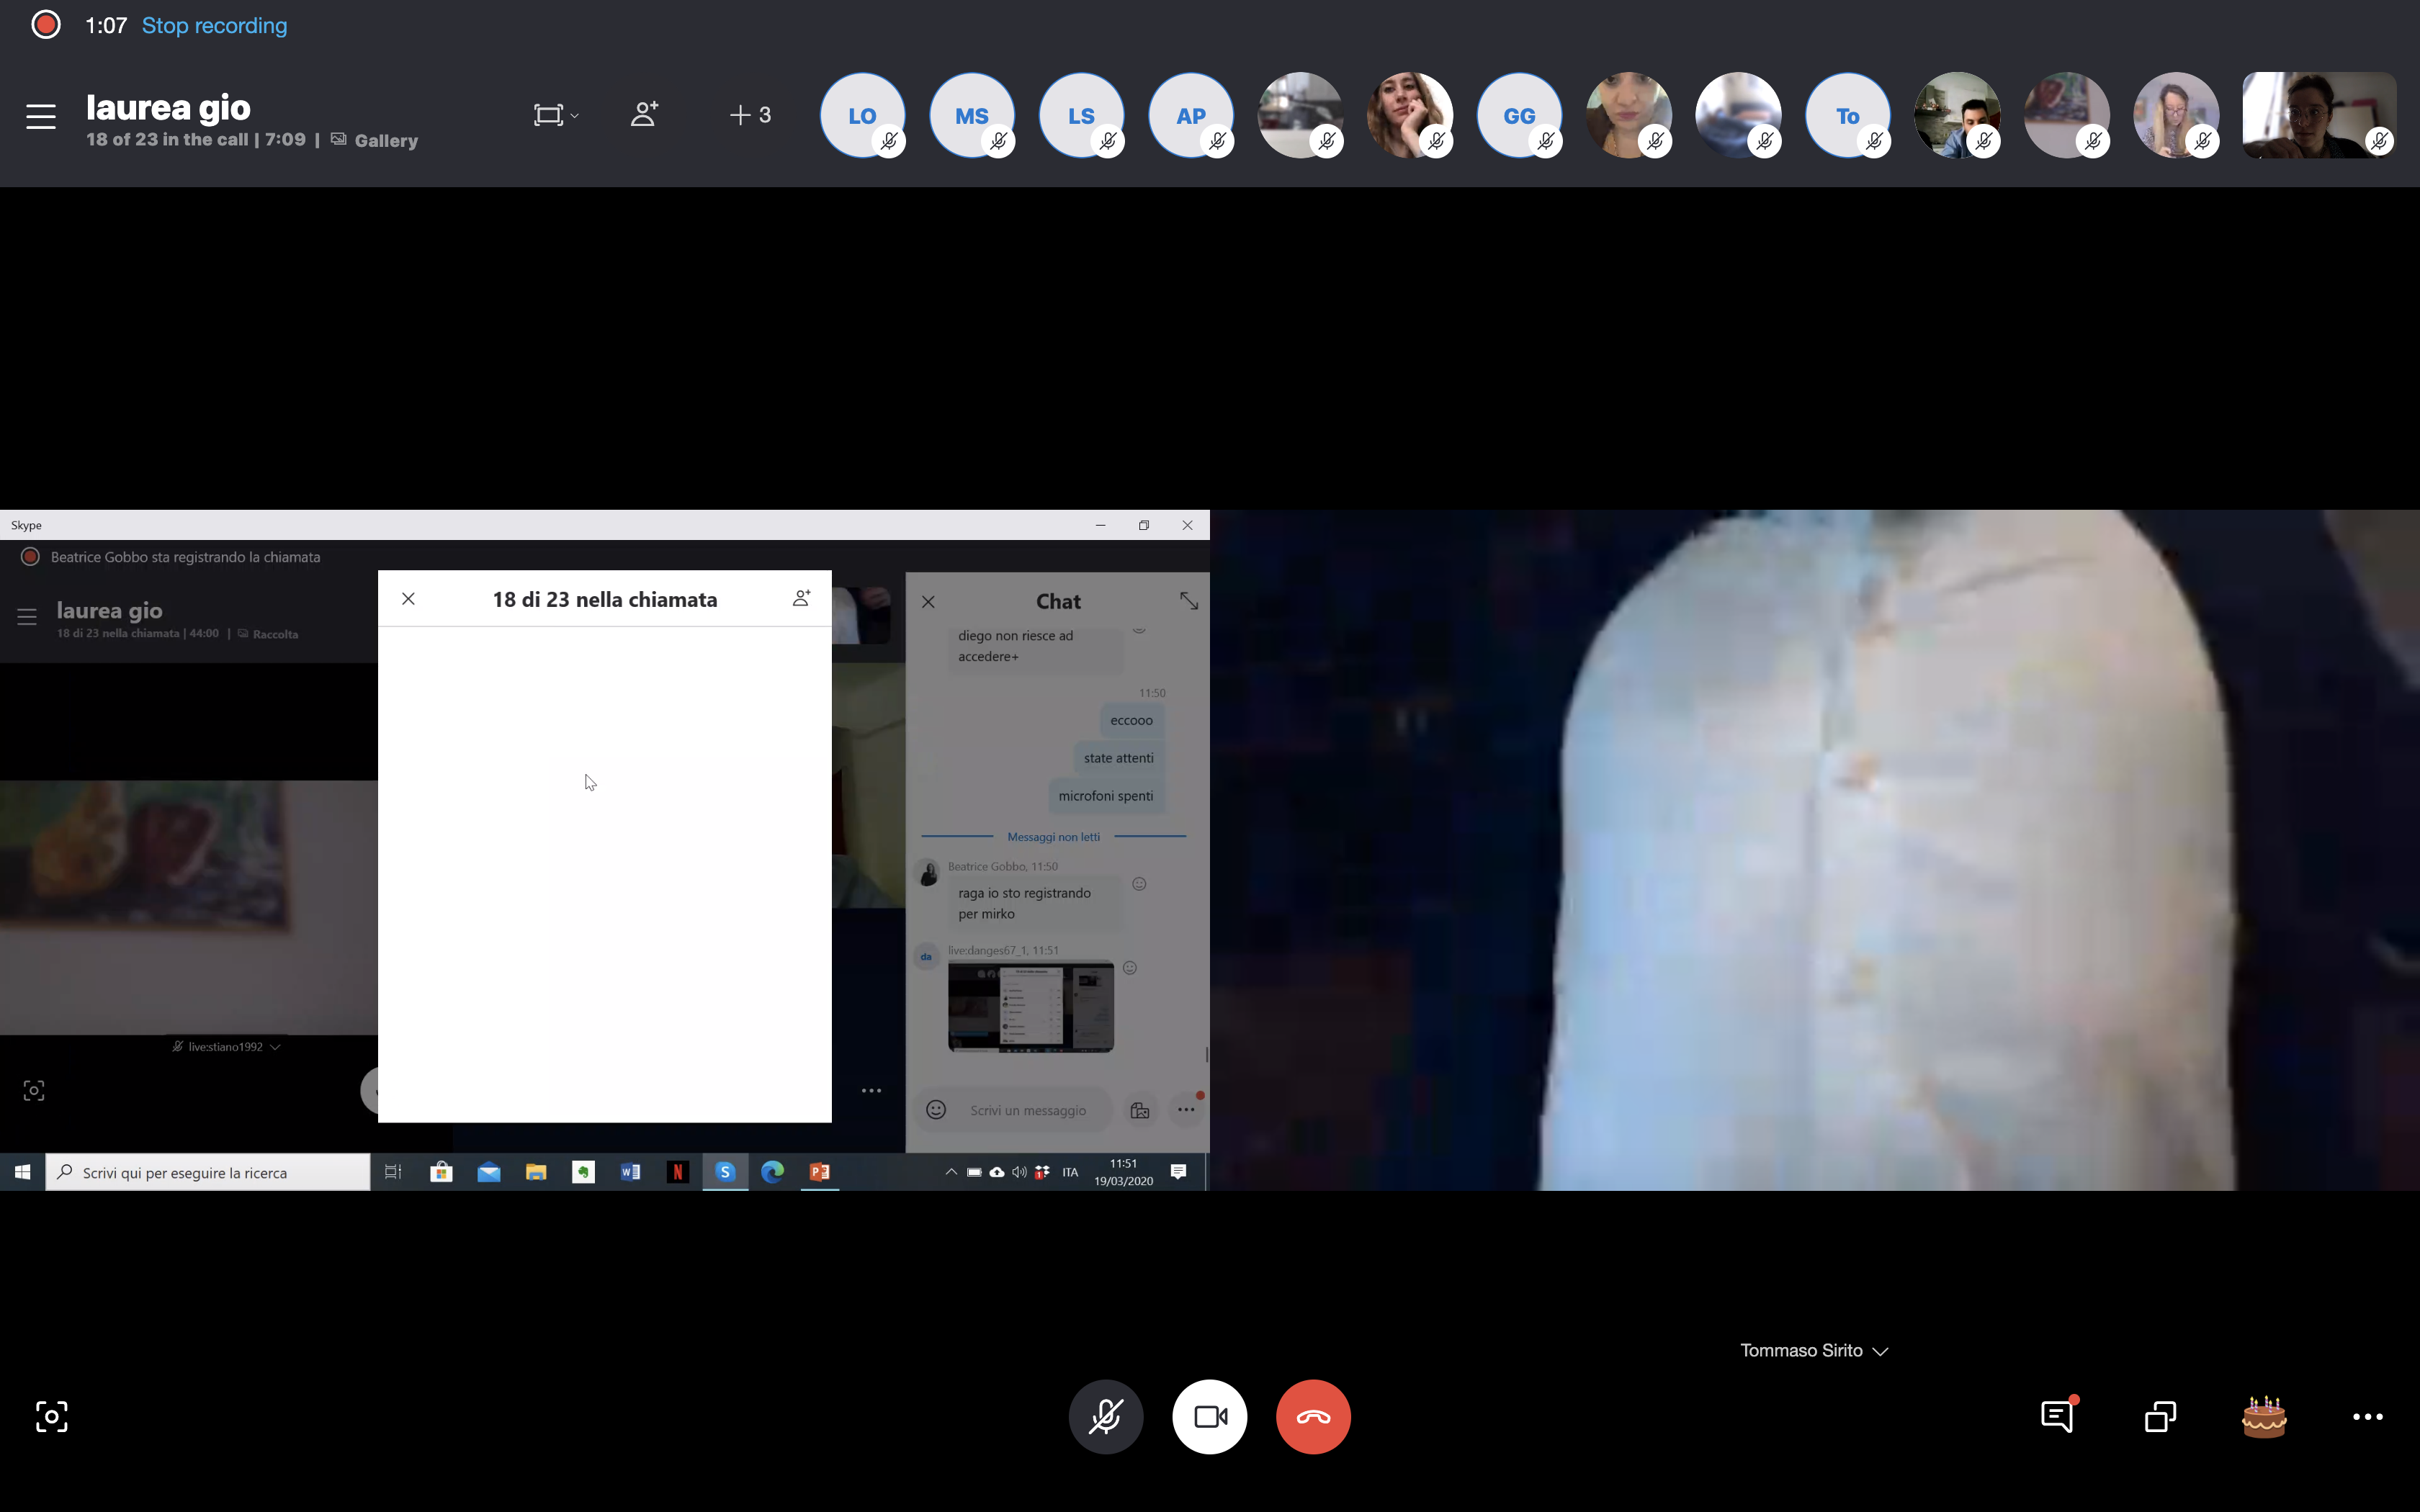 1:07 Stop recording
laurea gio
18 of 23 in the call | 7:09 | Gallery
+ 3
LO
MS
LS
AP
GG
To
Skype
Beatrice Gobbo sta registrando la chiamata
laurea gio
18 di 23 nella chiamata | 44:00 | Raccolta
18 di 23 nella chiamata
Chat
diego non riesce ad
accedere+
11:50
eccooo
state attenti
microfoni spenti
Messaggi non letti
Beatrice Gobbo, 11:50
raga io sto registrando
per mirko
da
live:danges67_1, 11:51
live:stiano1992
Scrivi un messaggio
Scrivi qui per eseguire la ricerca
ITA
11:51
19/03/2020
Tommaso Sirito